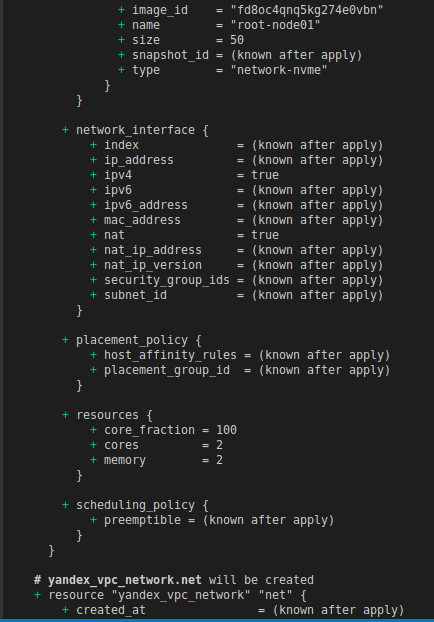 + image_id    = "fd8oc4qnq5kg274e0vbn"
+ name        = "root-node01"
+ size        = 50
+ snapshot_id = (known after apply)
+ type        = "network-nvme"
}
}
+ network_interface {
+ index              = (known after apply)
+ ip_address         = (known after apply)
+ ipv4               = true
+ ipv6               = (known after apply)
+ ipv6_address       = (known after apply)
+ mac_address        = (known after apply)
+ nat                = true
+ nat_ip_address     = (known after apply)
+ nat_ip_version     = (known after apply)
+ security_group_ids = (known after apply)
+ subnet_id          = (known after apply)
}
+ placement_policy {
+ host_affinity_rules = (known after apply)
+ placement_group_id  = (known after apply)
}
+ resources {
+ core_fraction = 100
+ cores         = 2
+ memory        = 2
}
+ scheduling_policy {
+ preemptible = (known after apply)
}
}
# yandex_vpc_network.net will be created
+ resource "yandex_vpc_network" "net" {
+ created_at                = (known after apply)